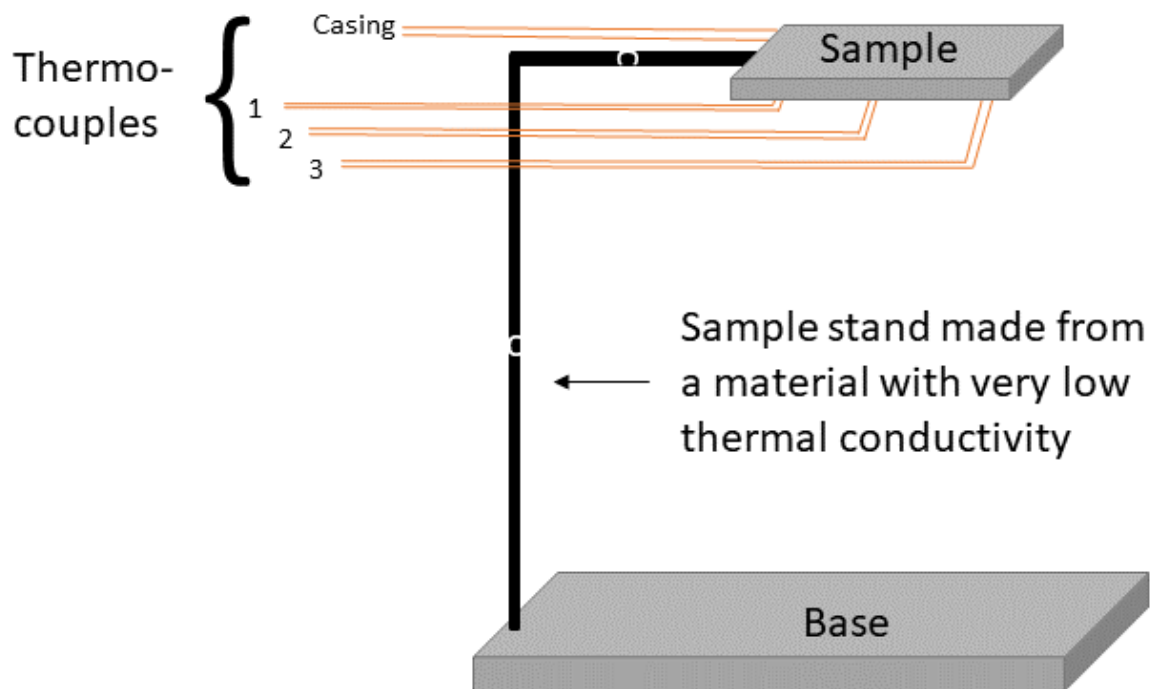 Casing
Sample
Thermo-
couples
1
2
3
Sample stand made from
a material with very low
thermal conductivity
Base